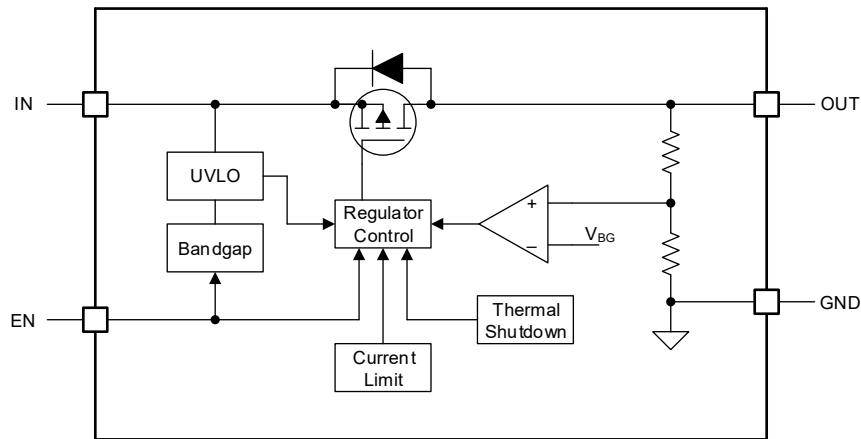 IN
OUT
UVLO
Regulator
Control
+
−
V_BG
Bandgap
EN
GND
Thermal
Shutdown
Current
Limit